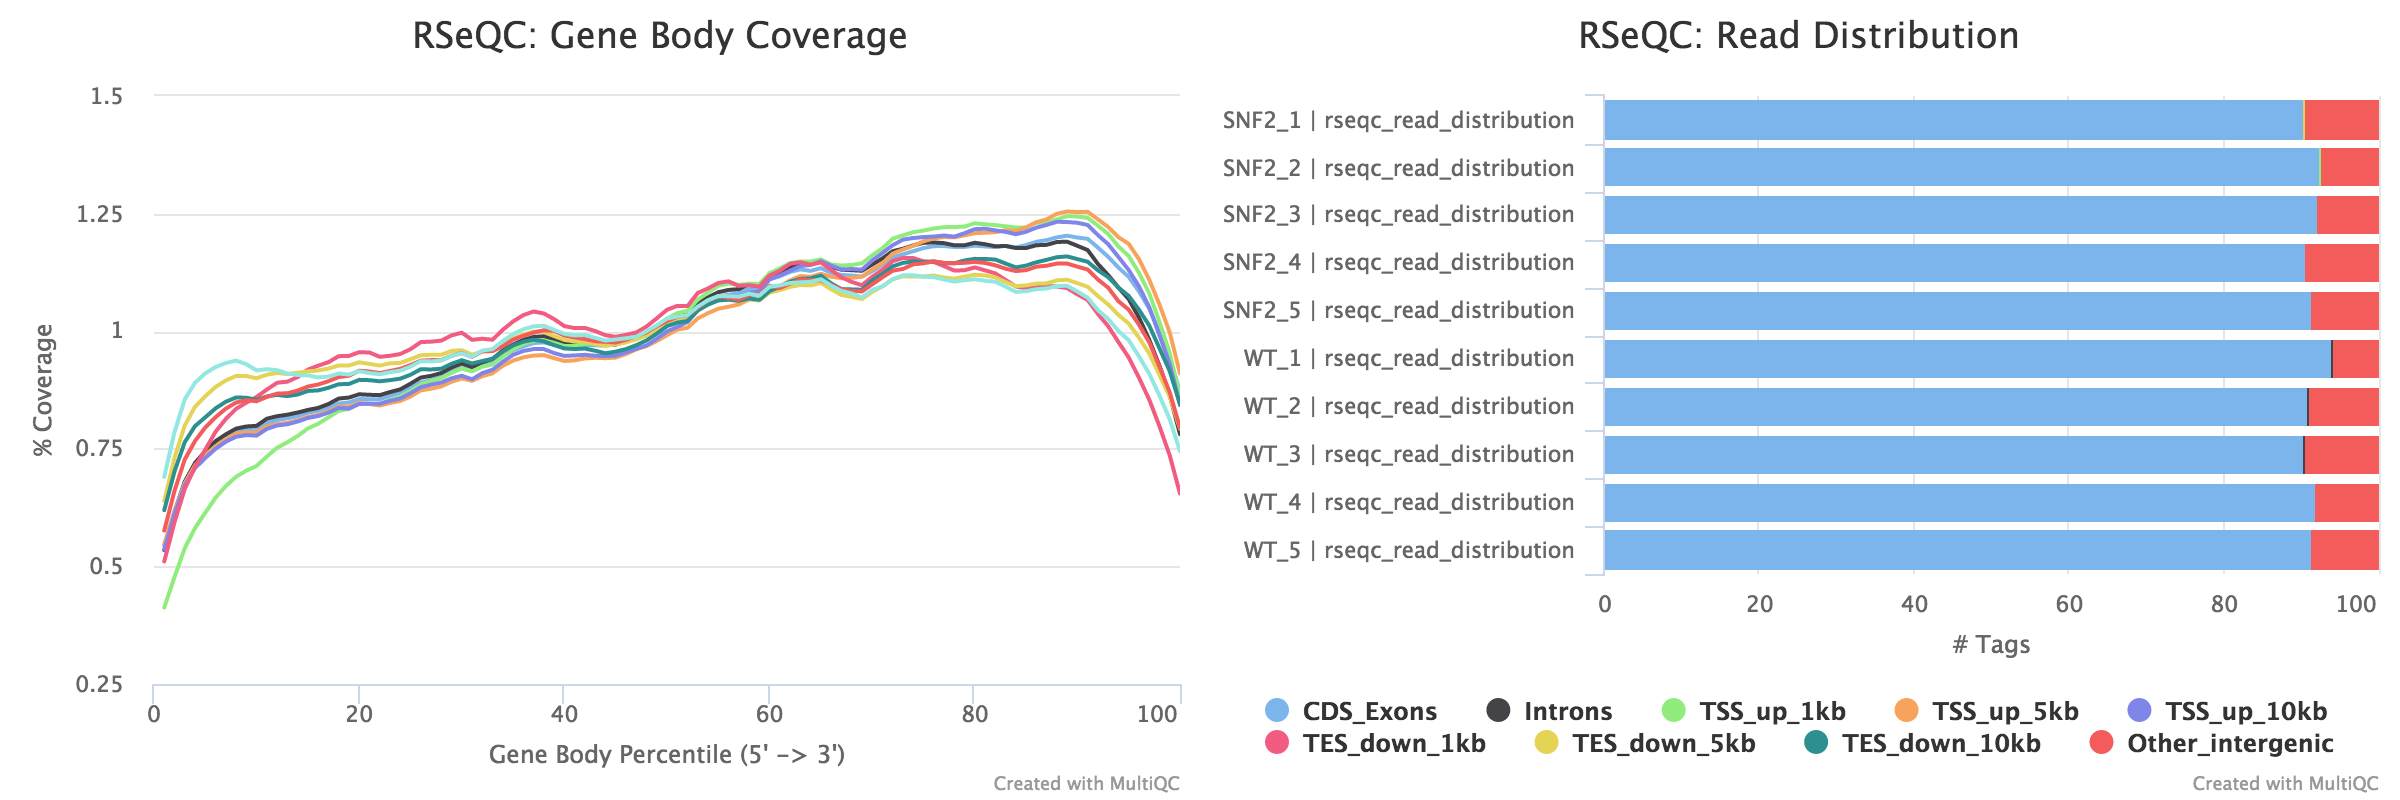 RSeQC: Gene Body Coverage
1.5
1.25
1
0.75
0.5
0.25
% Coverage
0 20 40 60 80 100
Gene Body Percentile (5' -> 3')
Created with MultiQC
RSeQC: Read Distribution
SNF2_1 | rseqc_read_distribution
SNF2_2 | rseqc_read_distribution
SNF2_3 | rseqc_read_distribution
SNF2_4 | rseqc_read_distribution
SNF2_5 | rseqc_read_distribution
WT_1 | rseqc_read_distribution
WT_2 | rseqc_read_distribution
WT_3 | rseqc_read_distribution
WT_4 | rseqc_read_distribution
WT_5 | rseqc_read_distribution
0 20 40 60 80 100
# Tags
CDS_Exons Introns TSS_up_1kb TSS_up_5kb TSS_up_10kb
TES_down_1kb TES_down_5kb TES_down_10kb Other_intergenic
Created with MultiQC